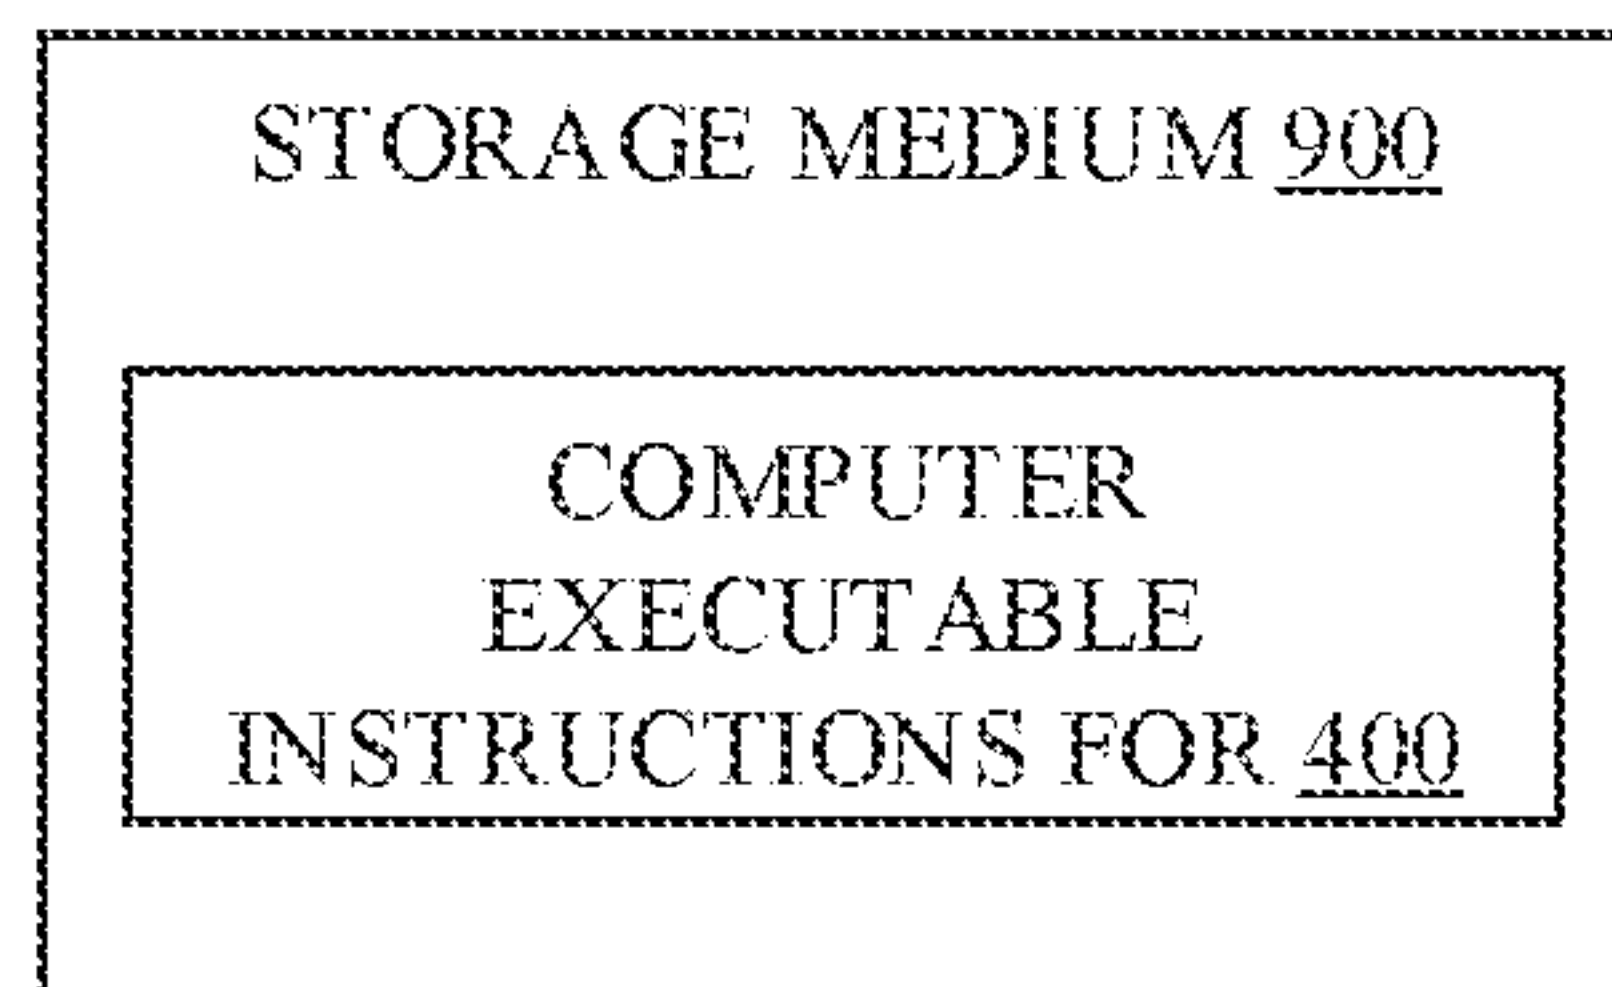 STORAGE MEDIUM 900
COMPUTER
EXECUTABLE
INSTRUCTIONS FOR 400